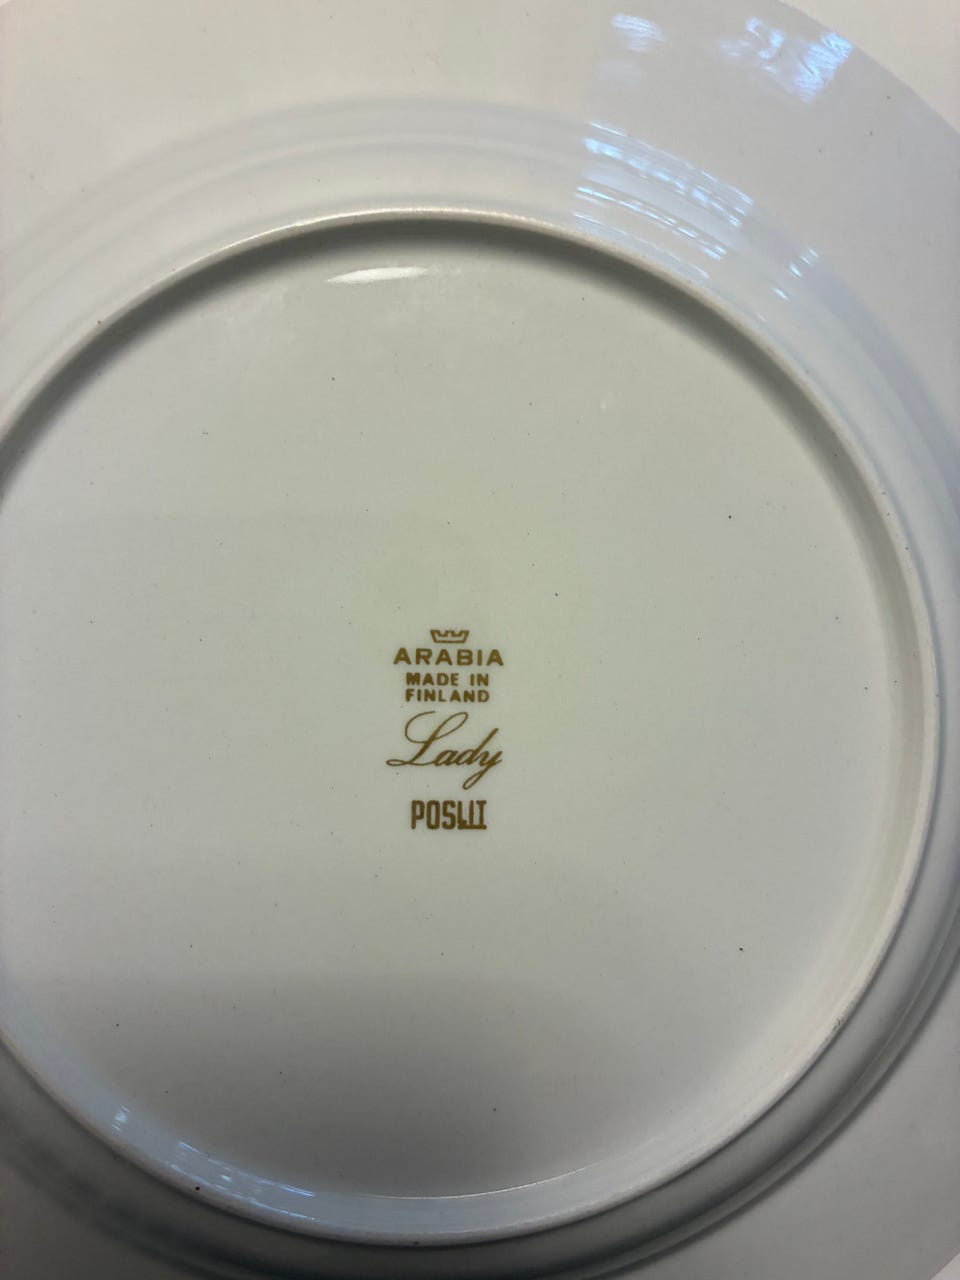 ARABIA
MADE IN
FINLAND
Lady
POSLII